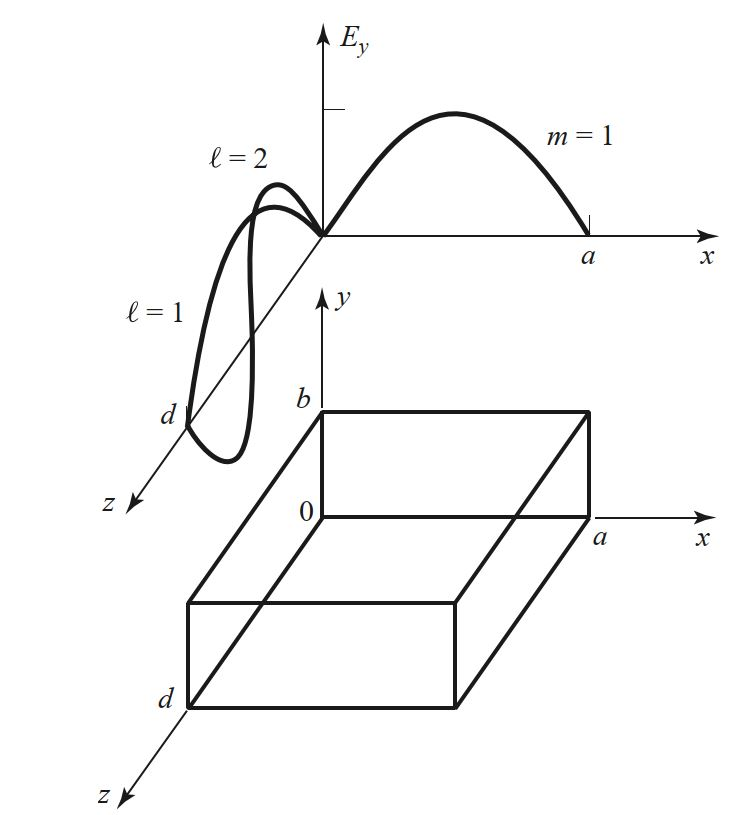 E_y
m = 1
ℓ = 2
a
x
ℓ = 1
y
d
b
z
0
a
x
d
z